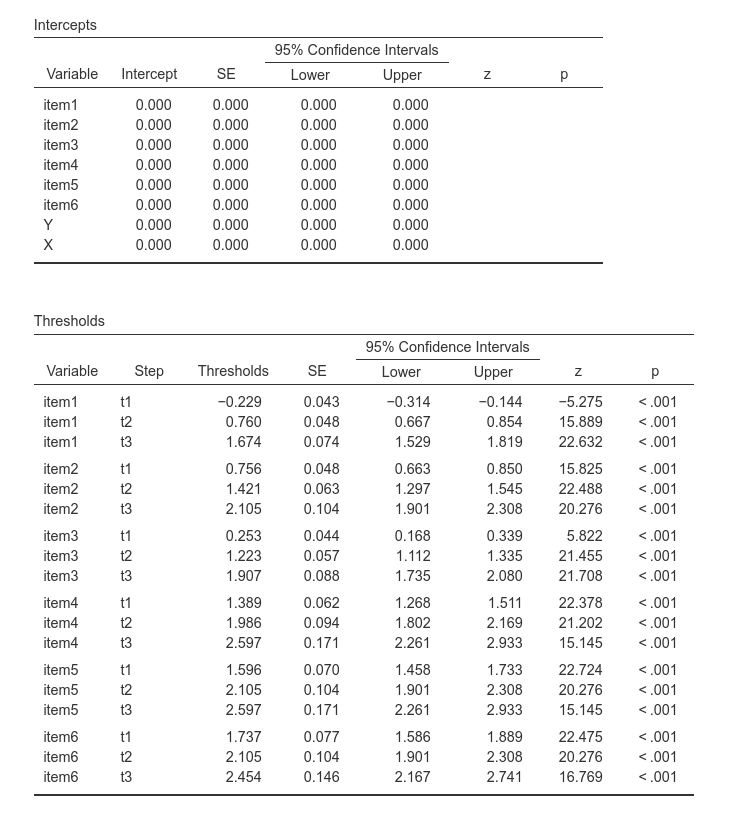 Intercepts
95% Confidence Intervals
Variable Intercept SE Lower Upper z p
item1 0.000 0.000 0.000 0.000
item2 0.000 0.000 0.000 0.000
item3 0.000 0.000 0.000 0.000
item4 0.000 0.000 0.000 0.000
item5 0.000 0.000 0.000 0.000
item6 0.000 0.000 0.000 0.000
Y 0.000 0.000 0.000 0.000
X 0.000 0.000 0.000 0.000
Thresholds
95% Confidence Intervals
Variable Step Thresholds SE Lower Upper z p
item1 t1 −0.229 0.043 −0.314 −0.144 −5.275 < .001
item1 t2 0.760 0.048 0.667 0.854 15.889 < .001
item1 t3 1.674 0.074 1.529 1.819 22.632 < .001
item2 t1 0.756 0.048 0.663 0.850 15.825 < .001
item2 t2 1.421 0.063 1.297 1.545 22.488 < .001
item2 t3 2.105 0.104 1.901 2.308 20.276 < .001
item3 t1 0.253 0.044 0.168 0.339 5.822 < .001
item3 t2 1.223 0.057 1.112 1.335 21.455 < .001
item3 t3 1.907 0.088 1.735 2.080 21.708 < .001
item4 t1 1.389 0.062 1.268 1.511 22.378 < .001
item4 t2 1.986 0.094 1.802 2.169 21.202 < .001
item4 t3 2.597 0.171 2.261 2.933 15.145 < .001
item5 t1 1.596 0.070 1.458 1.733 22.724 < .001
item5 t2 2.105 0.104 1.901 2.308 20.276 < .001
item5 t3 2.597 0.171 2.261 2.933 15.145 < .001
item6 t1 1.737 0.077 1.586 1.889 22.475 < .001
item6 t2 2.105 0.104 1.901 2.308 20.276 < .001
item6 t3 2.454 0.146 2.167 2.741 16.769 < .001